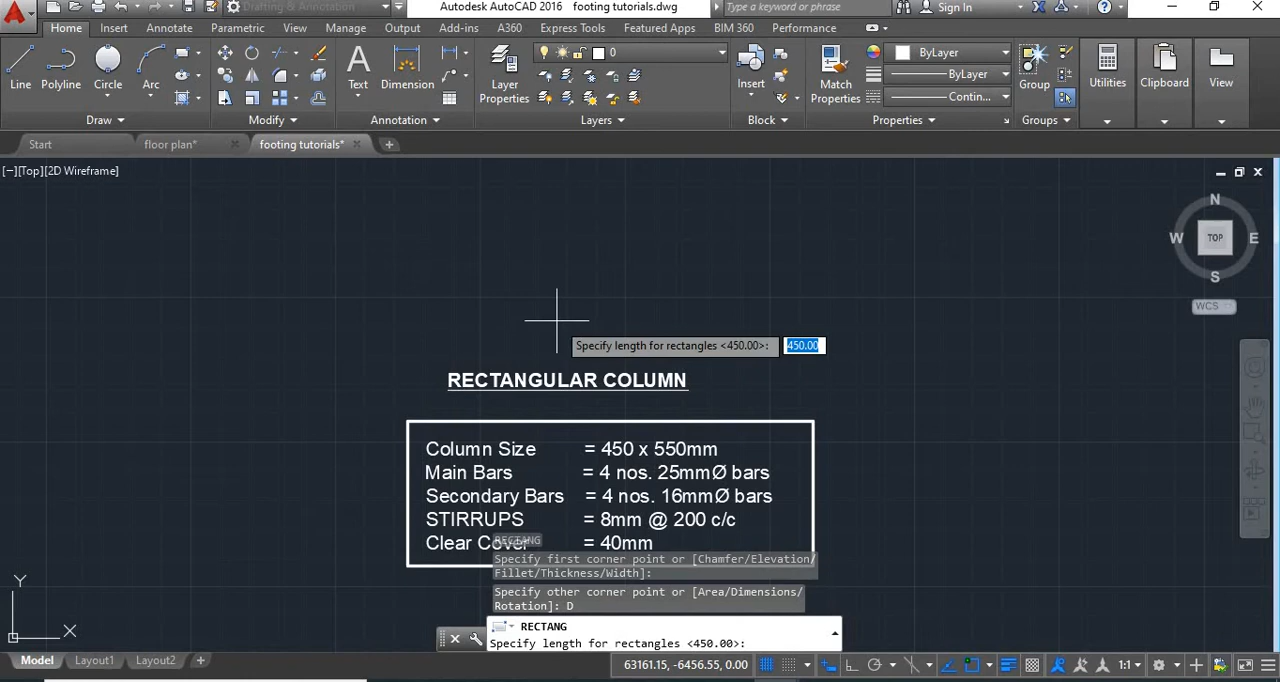 Drafting & Annotation
Autodesk AutoCAD 2016 footing tutorials.dwg
Type a keyword or phrase
Sign In
Home Insert Annotate Parametric View Manage Output Add-ins A360 Express Tools Featured Apps BIM 360 Performance
Line Polyline Circle Arc
Text Dimension
Layer Properties
0
Insert
Match Properties
ByLayer
ByLayer
Contin...
Group
Utilities
Clipboard
View
Draw Modify Annotation Layers Block Properties Groups
Start floor plan* footing tutorials*
[−][Top][2D Wireframe]
N
W TOP E
S
WCS
Specify length for rectangles <450.00>: 450.00
RECTANGULAR COLUMN
Column Size = 450 x 550mm
Main Bars = 4 nos. 25mmØ bars
Secondary Bars = 4 nos. 16mmØ bars
STIRRUPS = 8mm @ 200 c/c
Clear Cover = 40mm
RECTANG
Specify first corner point or [Chamfer/Elevation/
Fillet/Thickness/Width]:
Specify other corner point or [Area/Dimensions/
Rotation]: D
RECTANG
Specify length for rectangles <450.00>:
Y
X
Model Layout1 Layout2
63161.15, -6456.55, 0.00
1:1